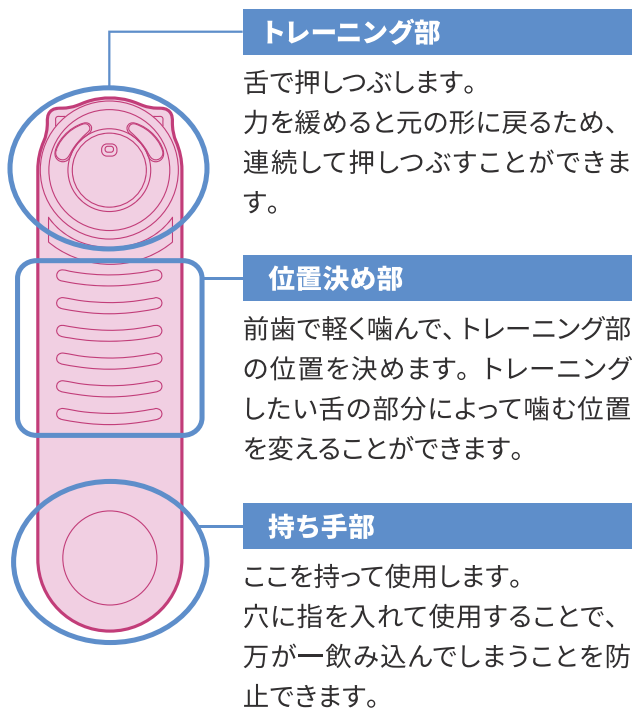 トレーニング部
舌で押しつぶします。
力を緩めると元の形に戻るため、
連続して押しつぶすことができま
す。
位置決め部
前歯で軽く噛んで、トレーニング部
の位置を決めます。トレーニング
したい舌の部分によって噛む位置
を変えることができます。
持ち手部
ここを持って使用します。
穴に指を入れて使用することで、
万が一飲み込んでしまうことを防
止できます。